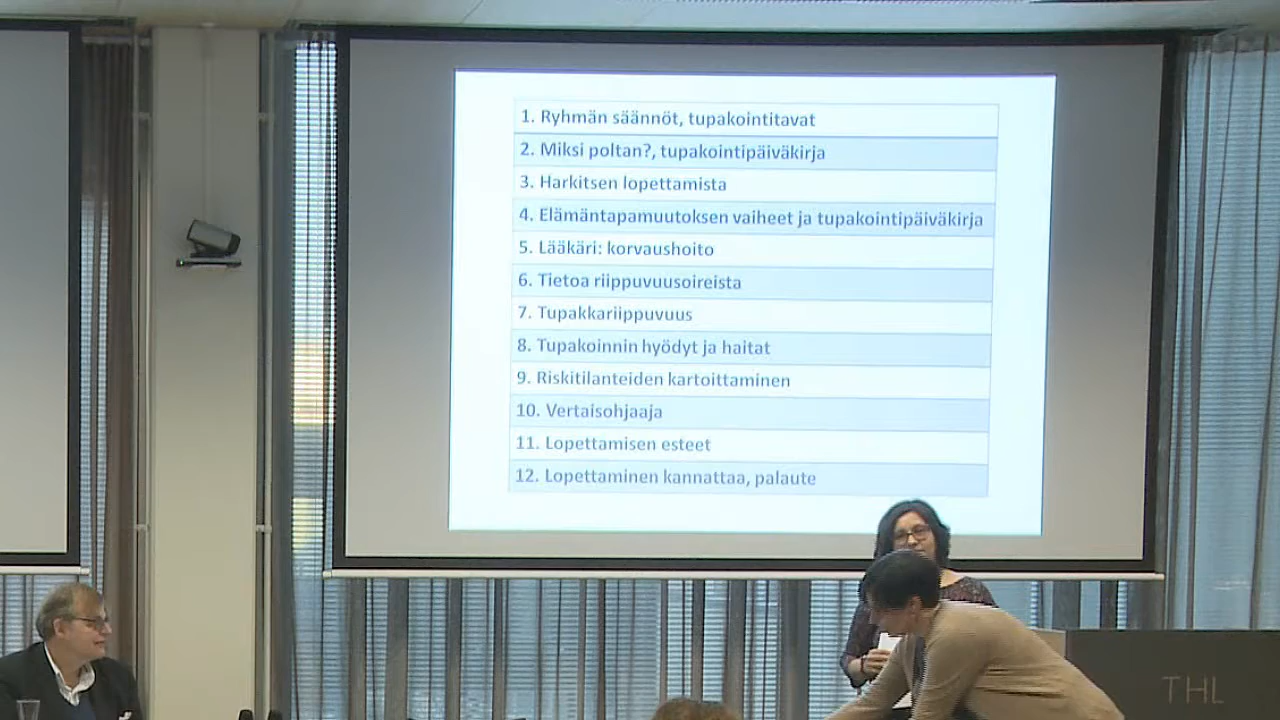 1. Ryhmän säännöt, tupakointitavat
2. Miksi poltan?, tupakointipäiväkirja
3. Harkitsen lopettamista
4. Elämäntapamuutoksen vaiheet ja tupakointipäiväkirja
5. Lääkäri: korvaushoito
6. Tietoa riippuvuusoireista
7. Tupakkariippuvuus
8. Tupakoinnin hyödyt ja haitat
9. Riskitilanteiden kartoittaminen
10. Vertaisohjaaja
11. Lopettamisen esteet
12. Lopettaminen kannattaa, palaute
THL